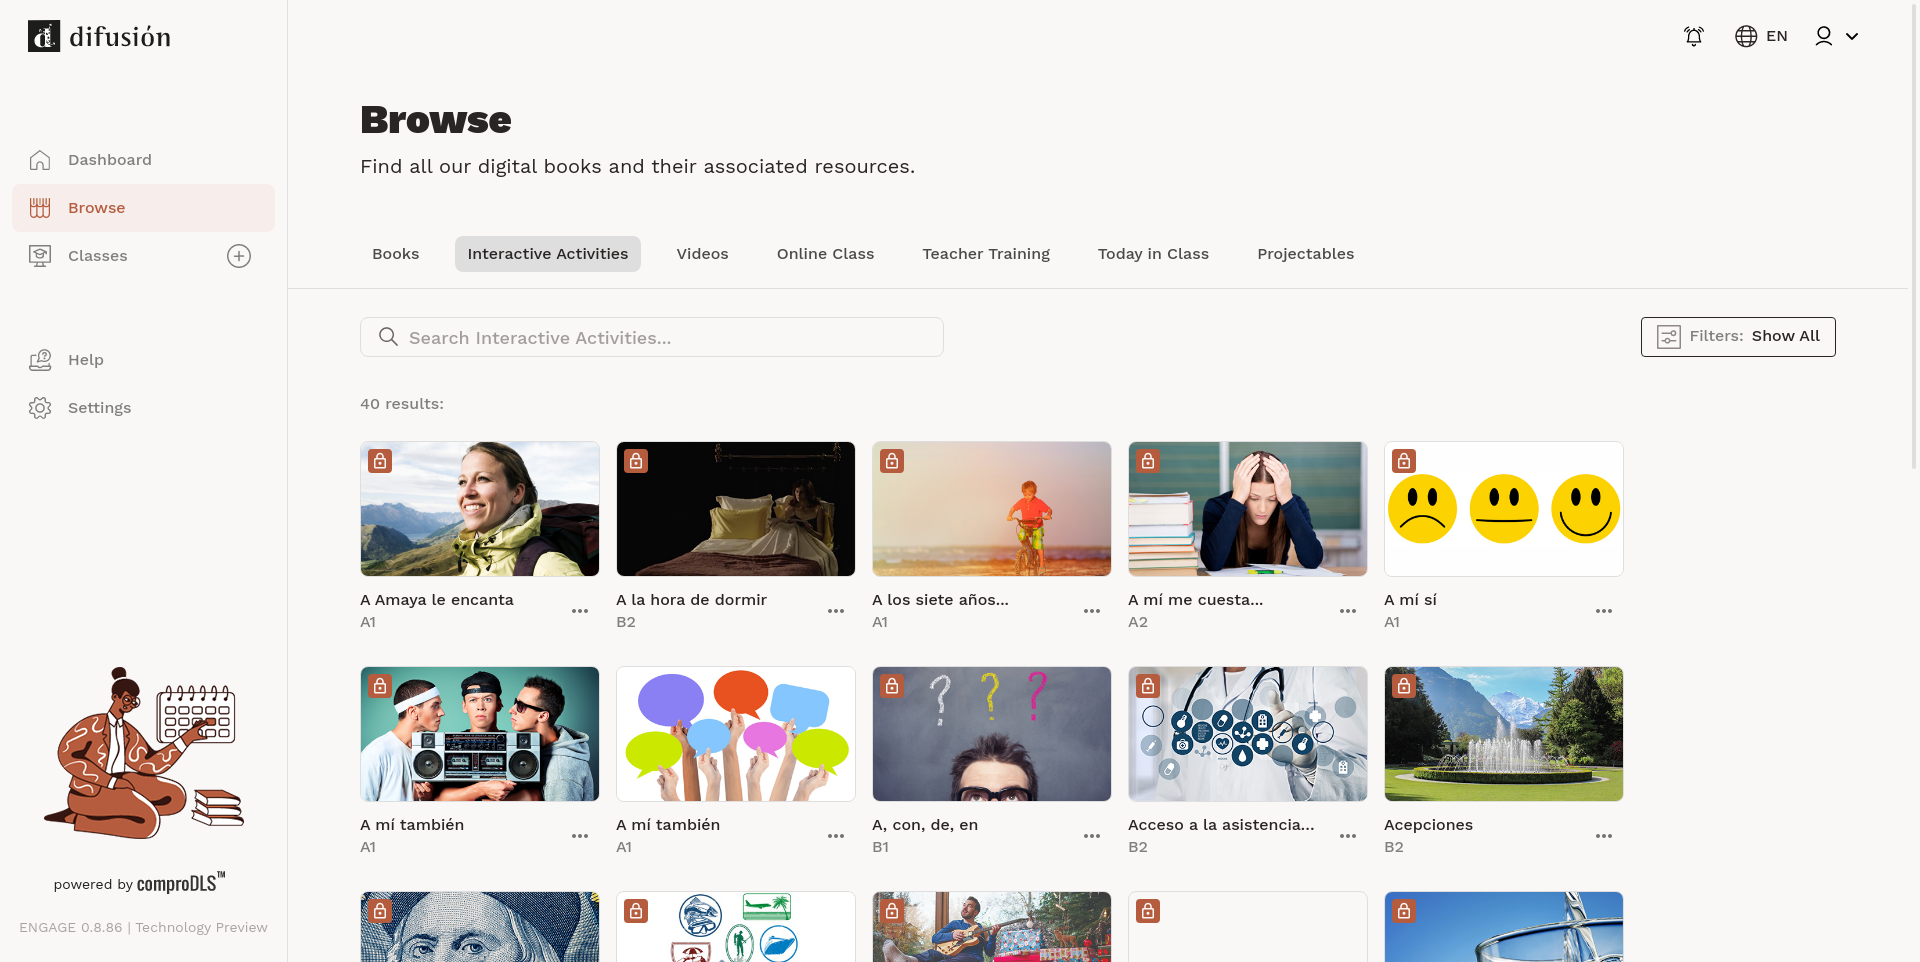 difusión
EN
Dashboard
Browse
Classes
Help
Settings
powered by comproDLS™
ENGAGE 0.8.86 | Technology Preview
Browse
Find all our digital books and their associated resources.
Books
Interactive Activities
Videos
Online Class
Teacher Training
Today in Class
Projectables
Search Interactive Activities...
Filters: Show All
40 results:
A Amaya le encanta
A1
A la hora de dormir
B2
A los siete años...
A1
A mí me cuesta...
A2
A mí sí
A1
A mí también
A1
A mí también
A1
A, con, de, en
B1
Acceso a la asistencia...
B2
Acepciones
B2